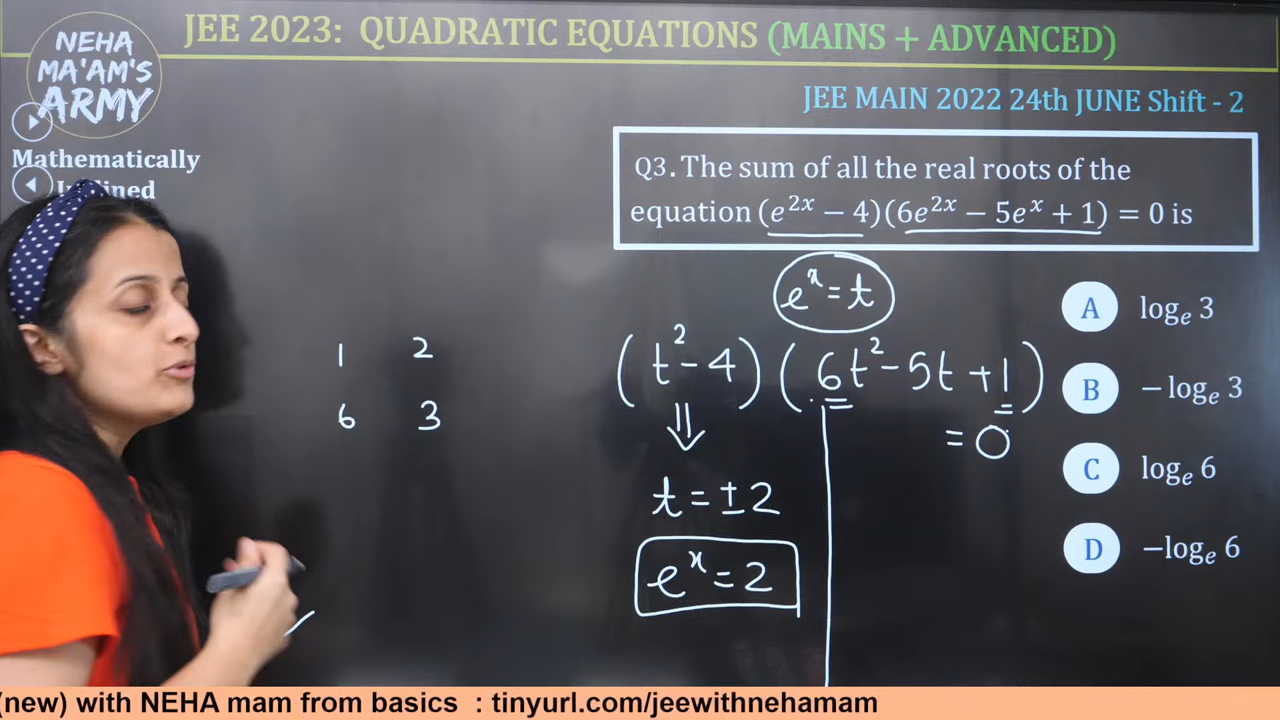 NEHA
MA'AM'S
ARMY
JEE 2023: QUADRATIC EQUATIONS (MAINS + ADVANCED)
JEE MAIN 2022 24th JUNE Shift - 2
Mathematically
Q3. The sum of all the real roots of the
equation (e^{2x} − 4)(6e^{2x} − 5e^x + 1) = 0 is
e^x = t
(t^2 - 4) (6t^2 - 5t + 1)
= 0
t = ±2
e^x = 2
1 2
6 3
A log_e 3
B − log_e 3
C log_e 6
D −log_e 6
(new) with NEHA mam from basics : tinyurl.com/jeewithnehamam